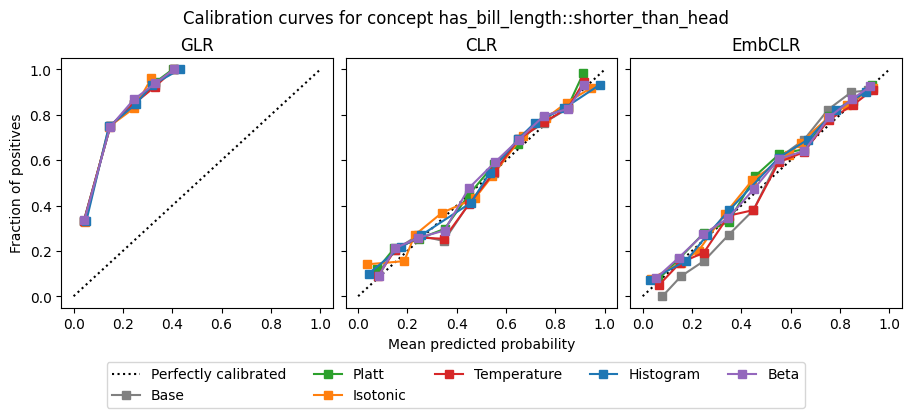 Calibration curves for concept has_bill_length::shorter_than_head
GLR
CLR
EmbCLR
Fraction of positives
1.0
0.8
0.6
0.4
0.2
0.0
0.0 0.2 0.4 0.6 0.8 1.0
0.0 0.2 0.4 0.6 0.8 1.0
0.0 0.2 0.4 0.6 0.8 1.0
Mean predicted probability
Perfectly calibrated
Base
Platt
Isotonic
Temperature
Histogram
Beta